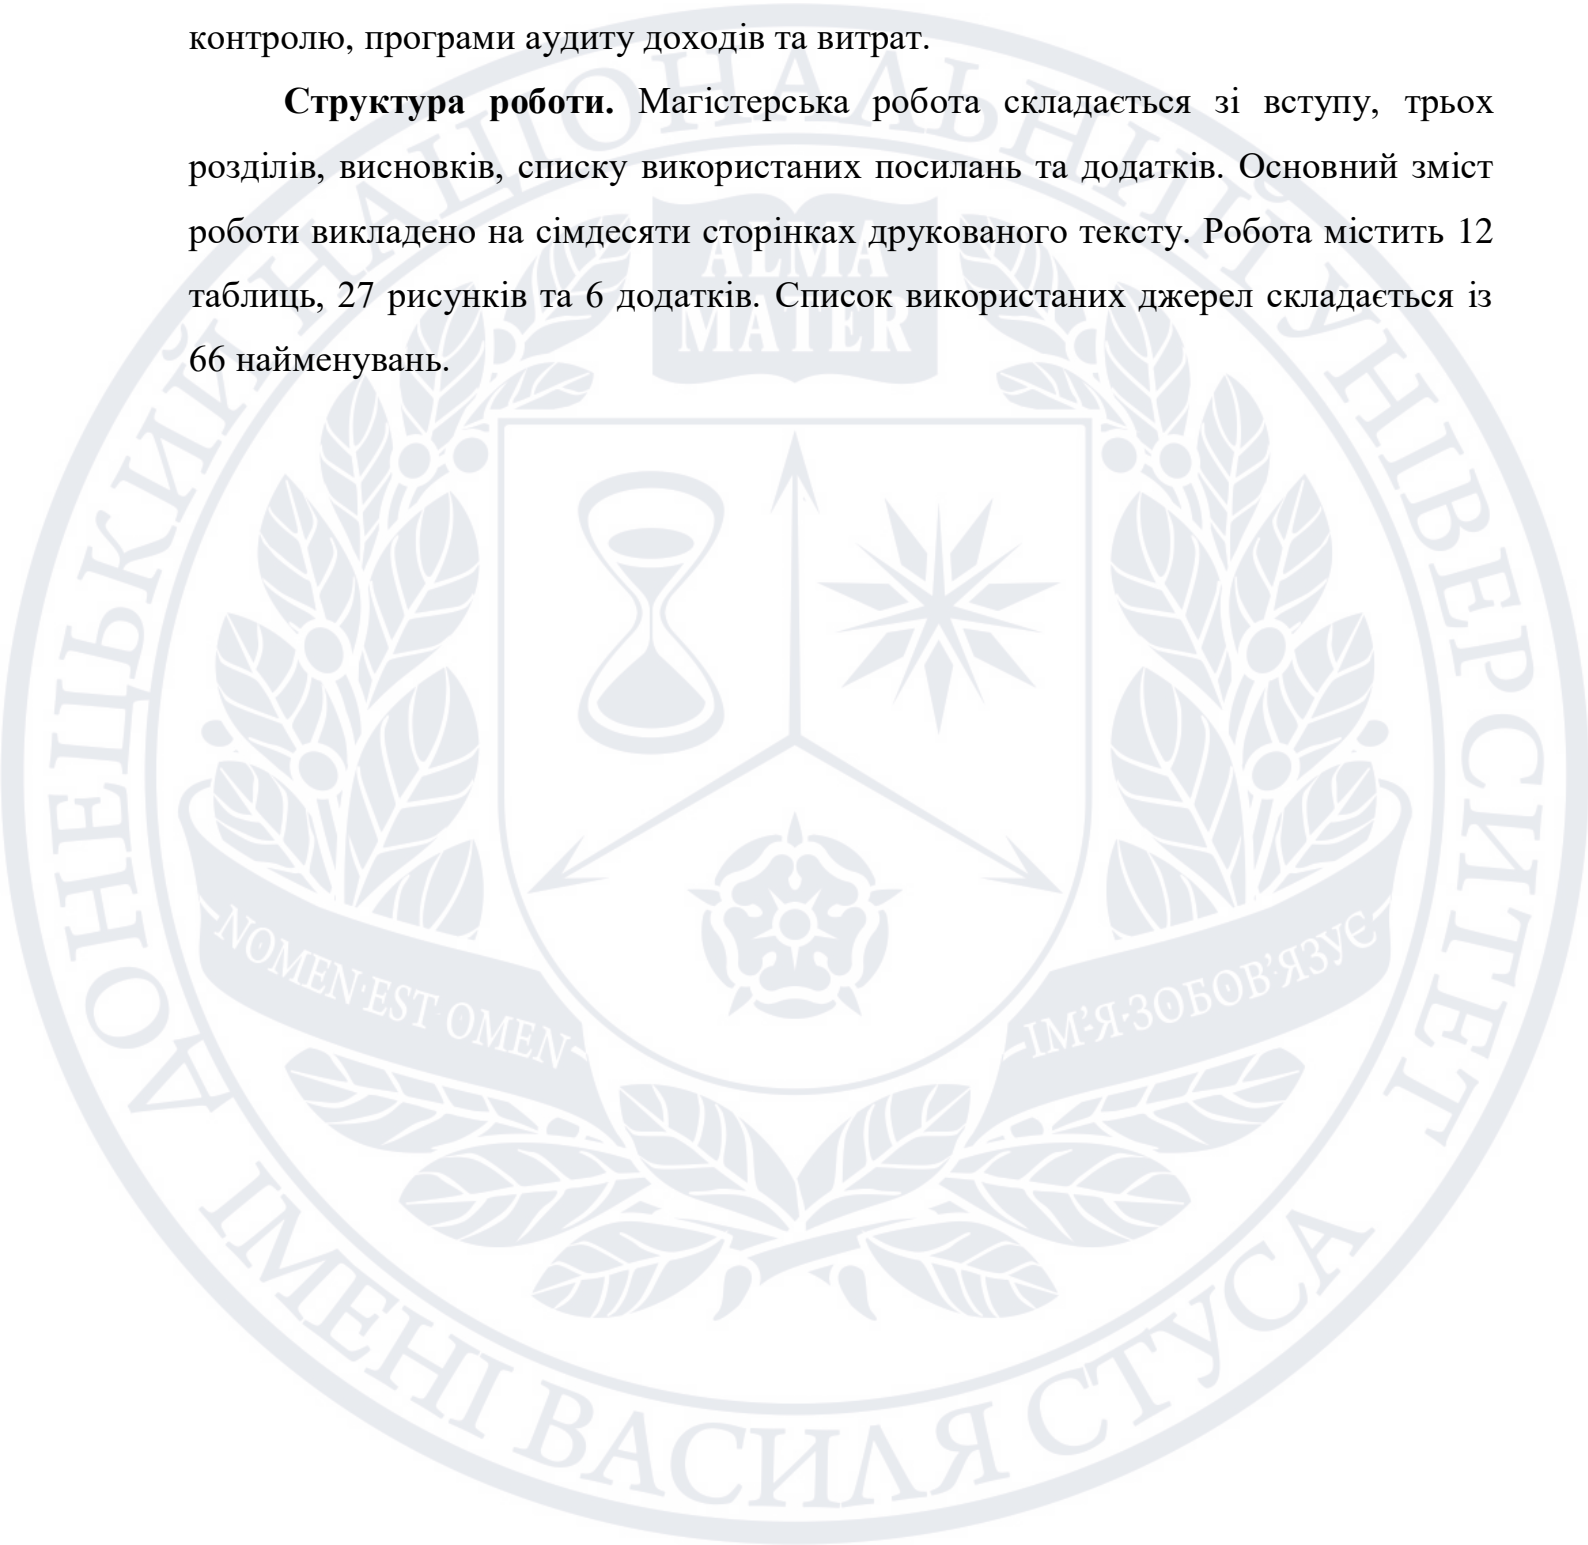 контролю, програми аудиту доходів та витрат.
Структура роботи. Магістерська робота складається зі вступу, трьох
розділів, висновків, списку використаних посилань та додатків. Основний зміст
роботи викладено на сімдесяти сторінках друкованого тексту. Робота містить 12
таблиць, 27 рисунків та 6 додатків. Список використаних джерел складається із
66 найменувань.
ДОНЕЦЬКИЙ НАЦІОНАЛЬНИЙ УНІВЕРСИТЕТ
ALMA
MATER
NOMEN·EST·OMEN
ІМ'Я·ЗОБОВ'ЯЗУЄ
ІМЕНІ ВАСИЛЯ СТУСА